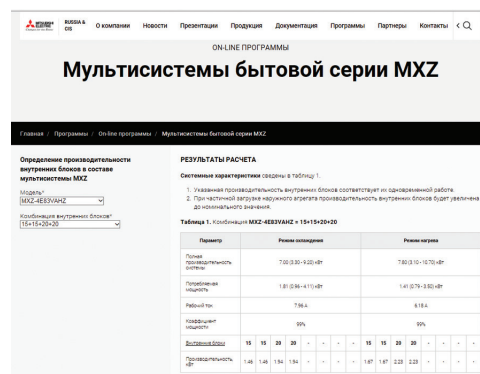 MITSUBISHI ELECTRIC
Changes for the Better
RUSSIA & CIS
О компании Новости Презентации Продукция Документация Программы Партнеры Контакты
ON-LINE ПРОГРАММЫ
Мультисистемы бытовой серии MXZ
Главная / Программы / On-line программы / Мультисистемы бытовой серии MXZ
Определение производительности
внутренних блоков в составе
мультисистемы MXZ
Модель*
MXZ-4E83VAHZ
Комбинация внутренних блоков*
15+15+20+20
РЕЗУЛЬТАТЫ РАСЧЕТА
Системные характеристики сведены в таблицу 1.
1. Указанная производительность внутренних блоков соответствует их одновременной работе.
2. При частичной загрузке наружного агрегата производительность внутренних блоков будет увеличена
до номинального значения.
Таблица 1. Комбинация MXZ-4E83VAHZ = 15+15+20+20
Параметр Режим охлаждения Режим нагрева
Полная
производительность
системы
7.00 (3.30 - 9.20) кВт 7.80 (3.10 - 10.70) кВт
Потребляемая
мощность
1.81 (0.96 - 4.11) кВт 1.41 (0.79 - 3.50) кВт
Рабочий ток 7.96 А 6.18 А
Коэффициент
мощности
99% 99%
Внутренние блоки 15 15 20 20 - - - - 15 15 20 20 - - - -
Производительность,
кВт
1.46 1.46 1.94 1.94 - - - - 1.67 1.67 2.23 2.23 - - - -